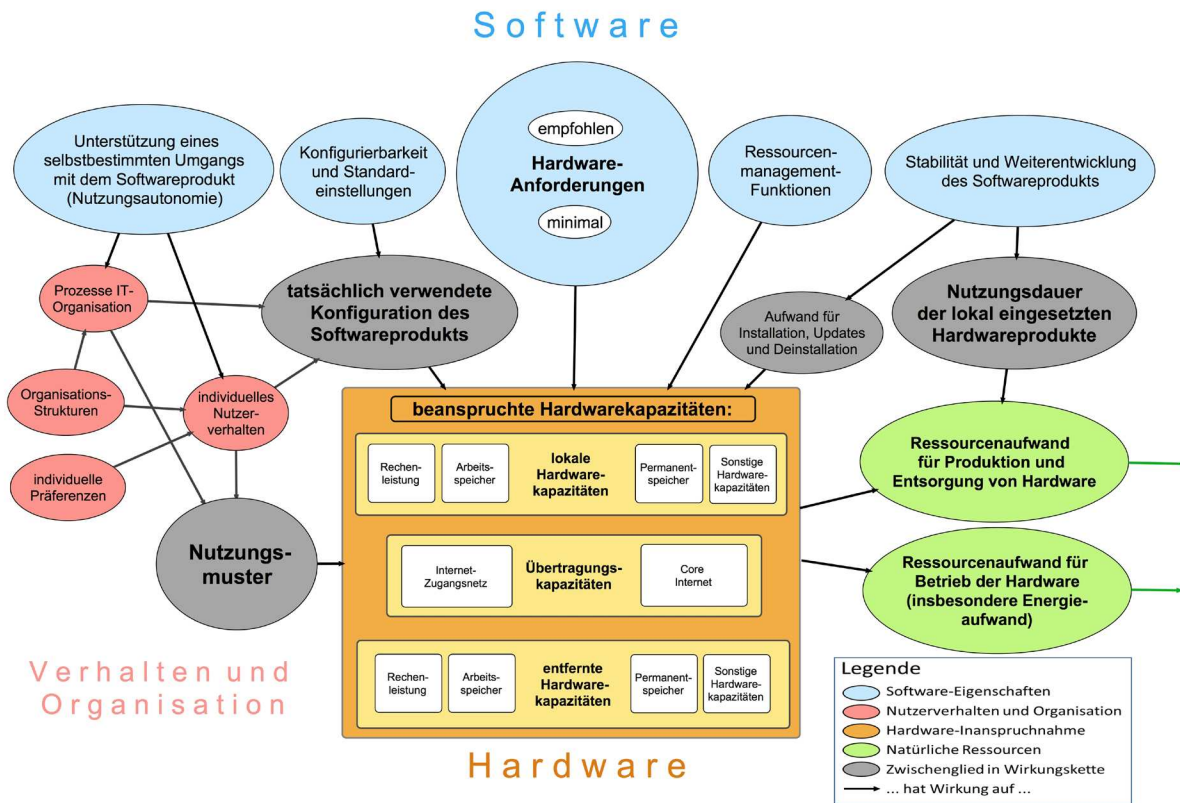 Software
Unterstützung eines
selbstbestimmten Umgangs
mit dem Softwareprodukt
(Nutzungsautonomie)
Konfigurierbarkeit
und Standard-
einstellungen
empfohlen
Hardware-
Anforderungen
minimal
Ressourcen-
management-
Funktionen
Stabilität und Weiterentwicklung
des Softwareprodukts
Prozesse IT-
Organisation
tatsächlich verwendete
Konfiguration des
Softwareprodukts
Aufwand für
Installation, Updates
und Deinstallation
Nutzungsdauer
der lokal eingesetzten
Hardwareprodukte
Organisations-
Strukturen
individuelles
Nutzer-
verhalten
individuelle
Präferenzen
Nutzungs-
muster
beanspruchte Hardwarekapazitäten:
Rechen-
leistung
Arbeits-
speicher
lokale
Hardware-
kapazitäten
Permanent-
speicher
Sonstige
Hardware-
kapazitäten
Internet-
Zugangsnetz
Übertragungs-
kapazitäten
Core
Internet
Rechen-
leistung
Arbeits-
speicher
entfernte
Hardware-
kapazitäten
Permanent-
speicher
Sonstige
Hardware-
kapazitäten
Ressourcenaufwand
für Produktion und
Entsorgung von Hardware
Ressourcenaufwand für
Betrieb der Hardware
(insbesondere Energie-
aufwand)
Verhalten und
Organisation
Hardware
Legende
Software-Eigenschaften
Nutzerverhalten und Organisation
Hardware-Inanspruchnahme
Natürliche Ressourcen
Zwischenglied in Wirkungskette
... hat Wirkung auf ...